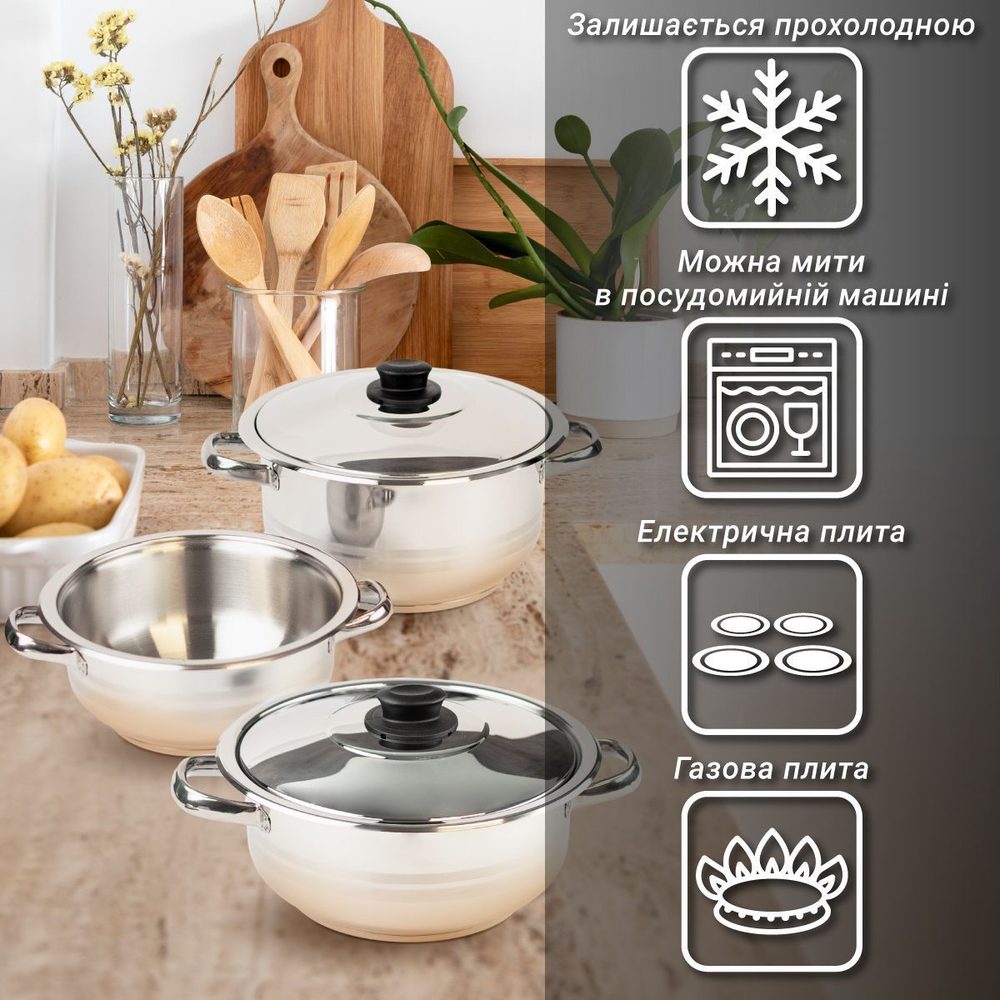 Залишається прохолодною
Можна мити
в посудомийній машині
Електрична плита
Газова плита